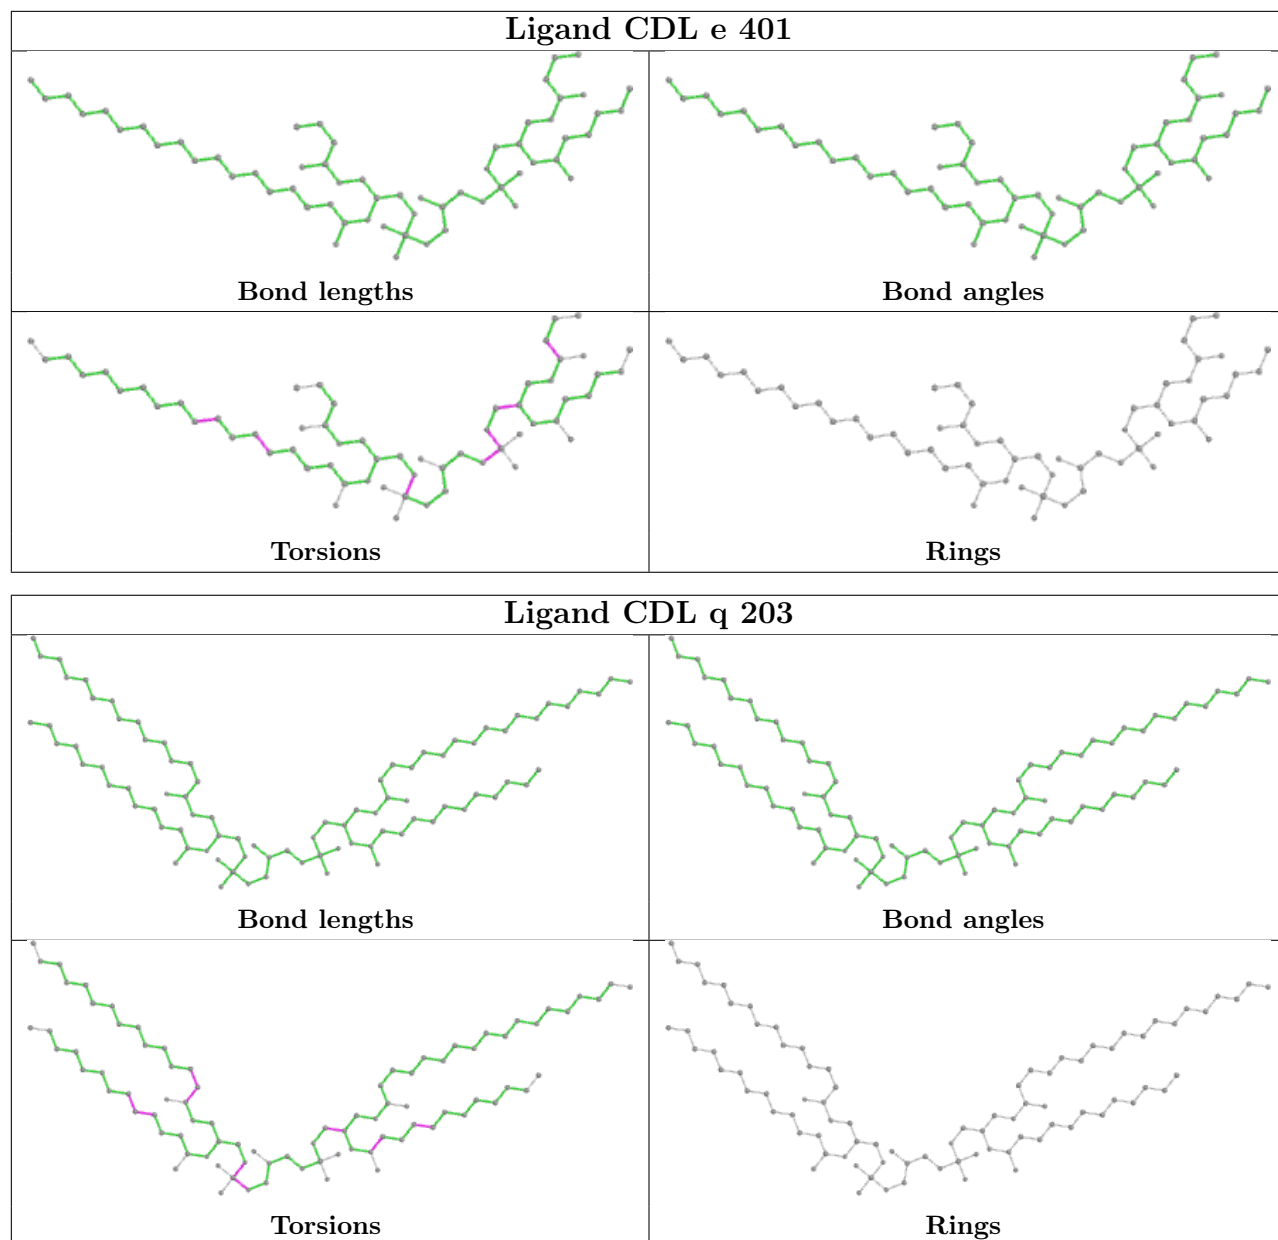 Ligand CDL e 401
Bond lengths
Bond angles
Torsions
Rings
Ligand CDL q 203
Bond lengths
Bond angles
Torsions
Rings